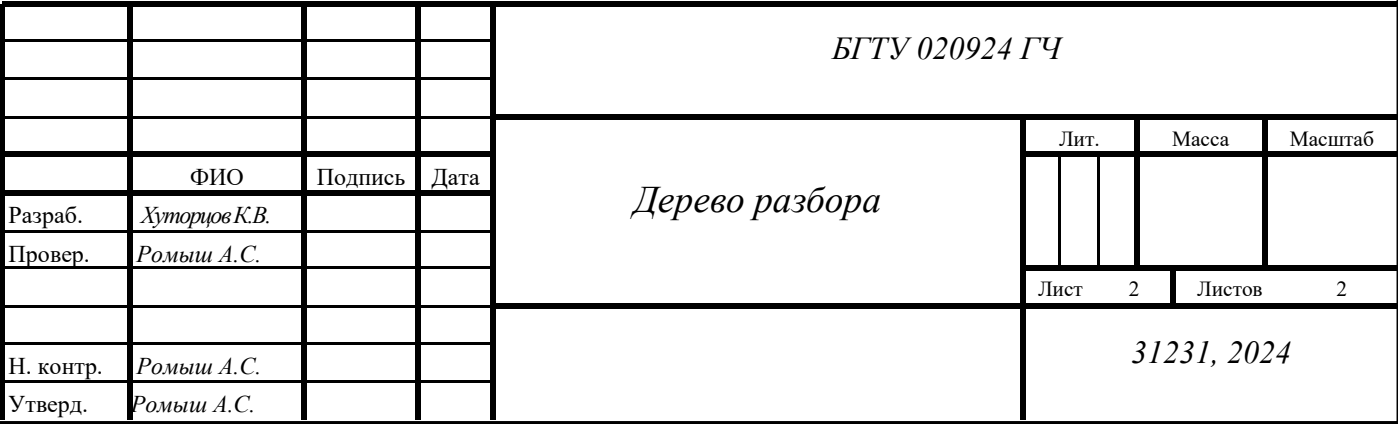 БГТУ 020924 ГЧ
Лит. Масса Масштаб
ФИО Подпись Дата
Дерево разбора
Разраб. Хуторцов К.В.
Провер. Ромыш А.С.
Лист 2 Листов 2
31231, 2024
Н. контр. Ромыш А.С.
Утверд. Ромыш А.С.